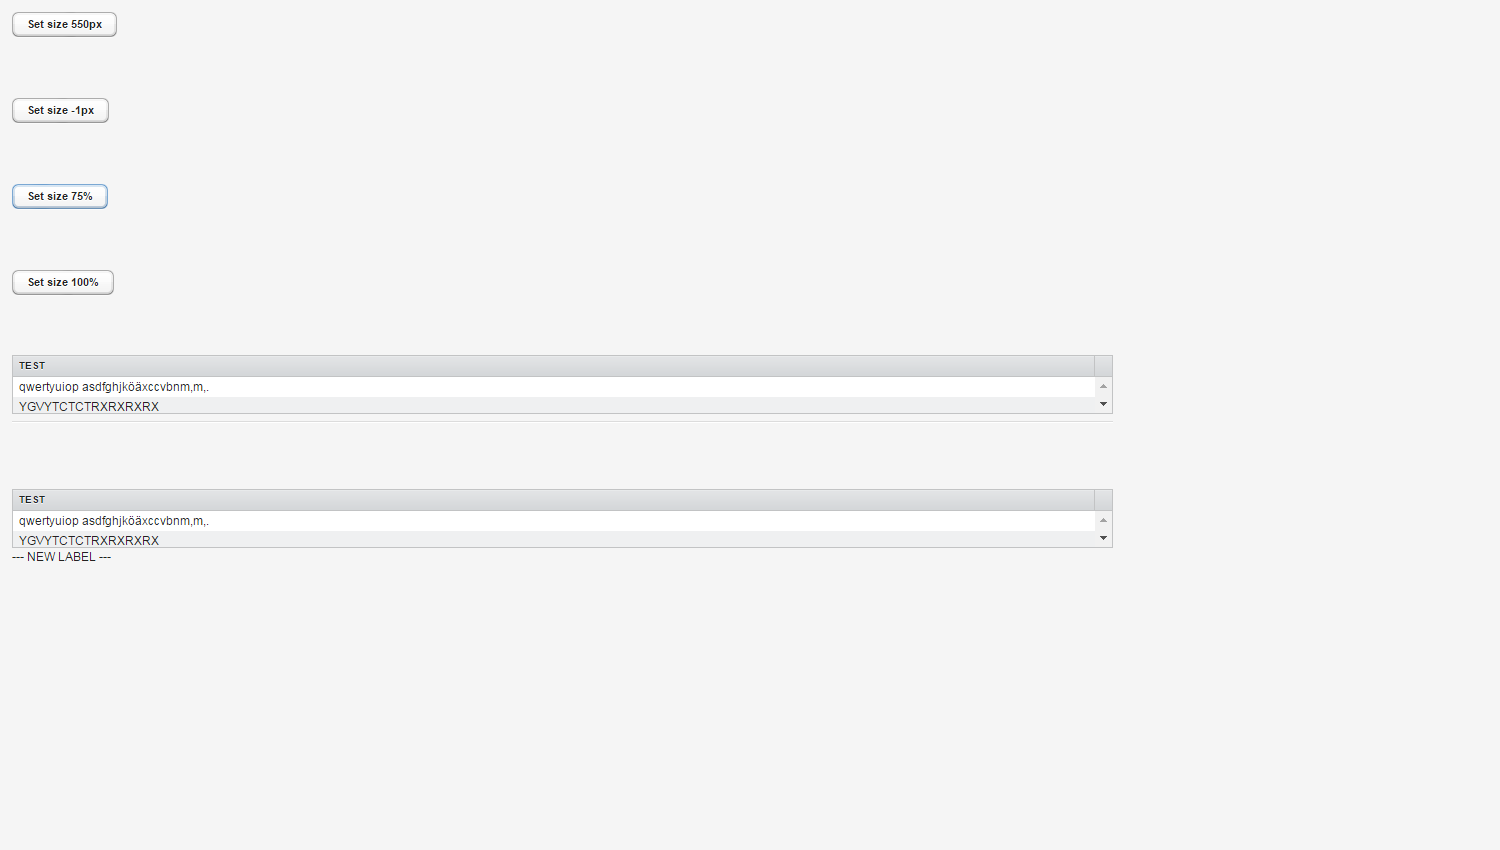 Set size 550px
Set size -1px
Set size 75%
Set size 100%
TEST
qwertyuiop asdfghjköäxccvbnm,m,.
YGVYTCTCTRXRXRXRX
TEST
qwertyuiop asdfghjköäxccvbnm,m,.
YGVYTCTCTRXRXRXRX
--- NEW LABEL ---